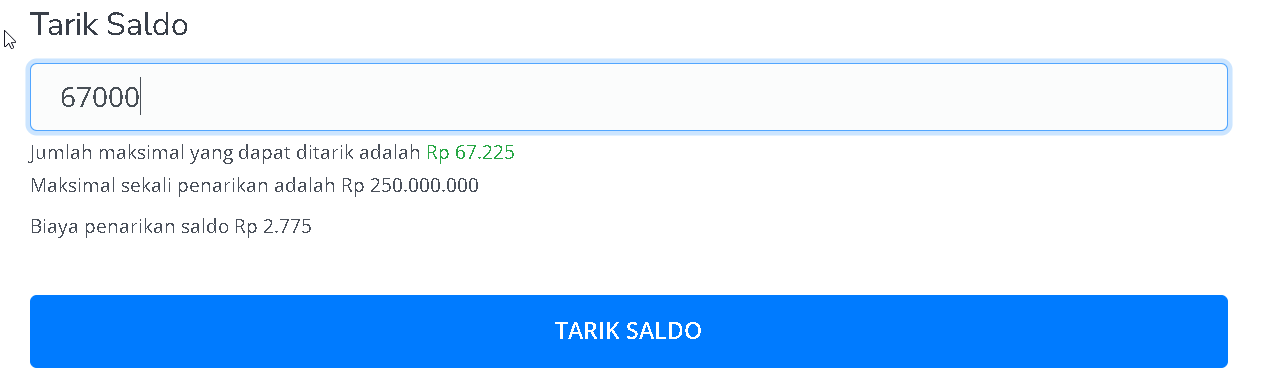 Tarik Saldo
67000
Jumlah maksimal yang dapat ditarik adalah Rp 67.225
Maksimal sekali penarikan adalah Rp 250.000.000
Biaya penarikan saldo Rp 2.775
TARIK SALDO